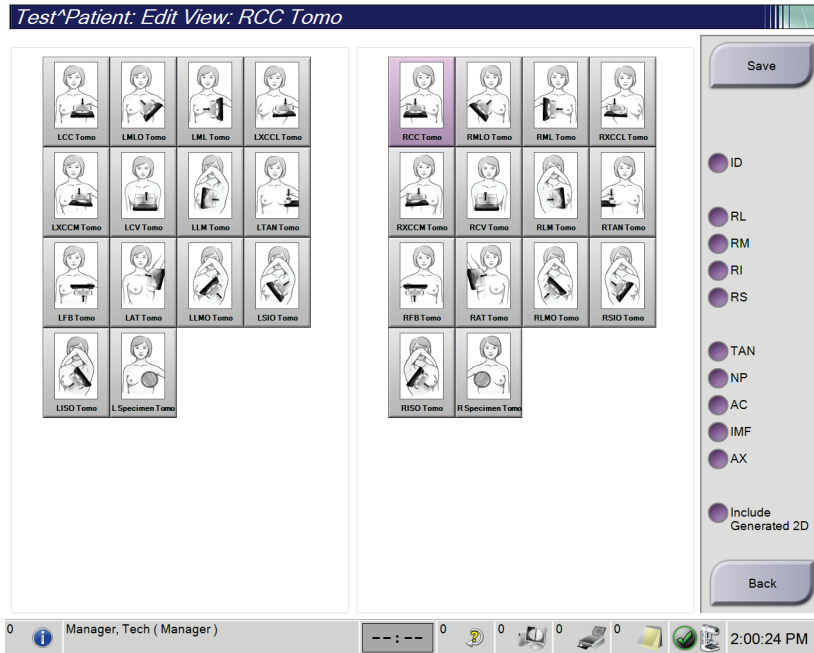 Test^Patient: Edit View: RCC Tomo
LCC Tomo LMLO Tomo LML Tomo LXCCL Tomo
LXCCM Tomo LCV Tomo LLM Tomo LTAN Tomo
LFB Tomo LAT Tomo LLMO Tomo LSIO Tomo
LISO Tomo L Specimen Tomo
RCC Tomo RMLO Tomo RML Tomo RXCCL Tomo
RXCCM Tomo RCV Tomo RLM Tomo RTAN Tomo
RFB Tomo RAT Tomo RLMO Tomo RSIO Tomo
RISO Tomo R Specimen Tomo
Save
ID
RL
RM
RI
RS
TAN
NP
AC
IMF
AX
Include
Generated 2D
Back
0 Manager, Tech ( Manager ) --:-- 0 0 0 0 2:00:24 PM